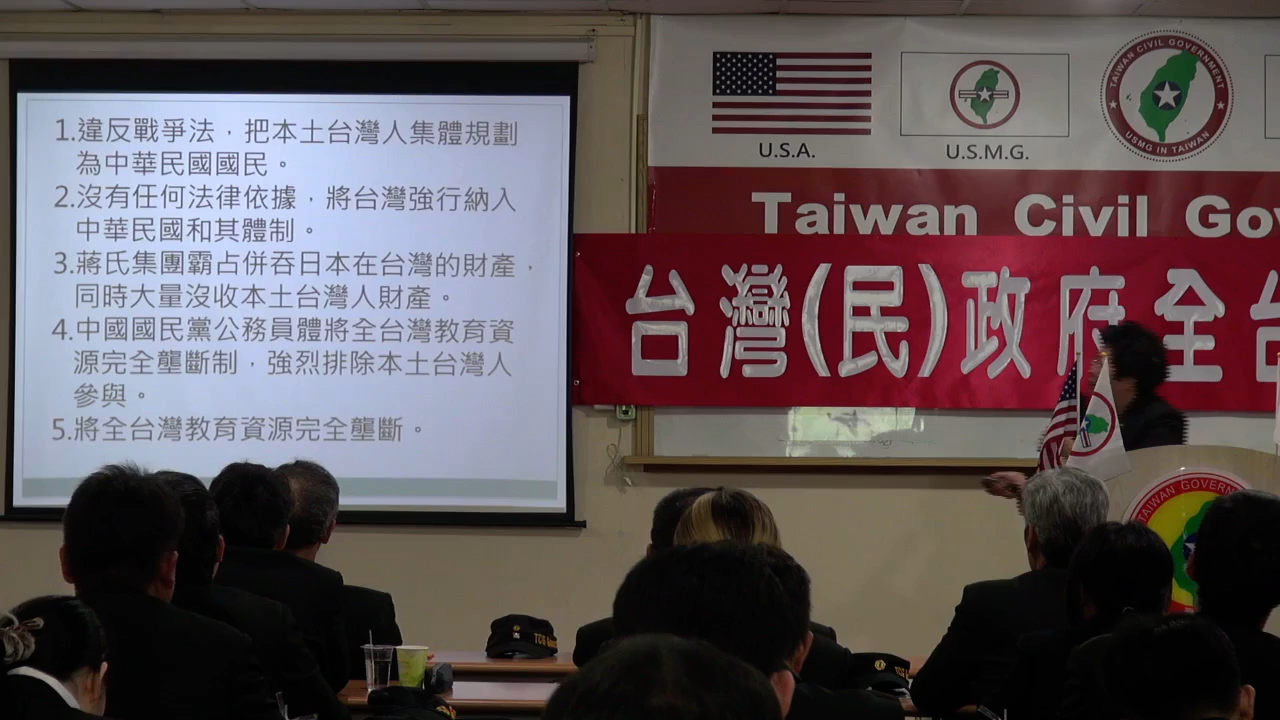 1.違反戰爭法，把本土台灣人集體規劃
為中華民國國民。
2.沒有任何法律依據，將台灣強行納入
中華民國和其體制。
3.蔣氏集團霸占併吞日本在台灣的財產，
同時大量沒收本土台灣人財產。
4.中國國民黨公務員體將全台灣教育資
源完全壟斷制，強烈排除本土台灣人
參與。
5.將全台灣教育資源完全壟斷。
U.S.A.
U.S.M.G.
TAIWAN CIVIL GOVERNMENT
USMG IN TAIWAN
Taiwan Civil Go
台灣(民)政府全台
TAIWAN GOVERNM
TCG
TCG